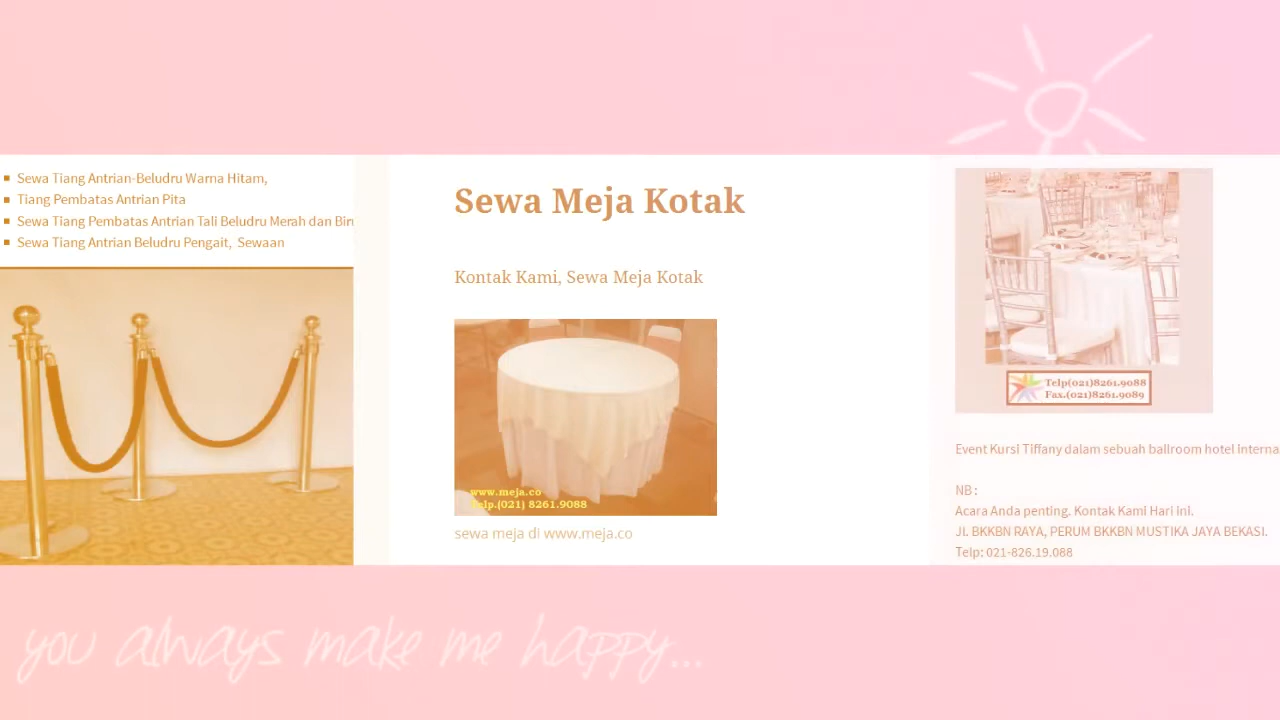 Sewa Tiang Antrian-Beludru Warna Hitam,
Tiang Pembatas Antrian Pita
Sewa Tiang Pembatas Antrian Tali Beludru Merah dan Biru
Sewa Tiang Antrian Beludru Pengait, Sewaan
Sewa Meja Kotak
Kontak Kami, Sewa Meja Kotak
www.meja.co
Telp.(021) 8261.9088
sewa meja di www.meja.co
Telp(021)8261.9088
Fax.(021)8261.9089
Event Kursi Tiffany dalam sebuah ballroom hotel
NB :
Acara Anda penting. Kontak Kami Hari Ini.
Jl. BKKBN RAYA, PERUM BKKBN MUSTIKA JAYA BEKASI.
Telp: 021-826.19.088
you always make me happy...